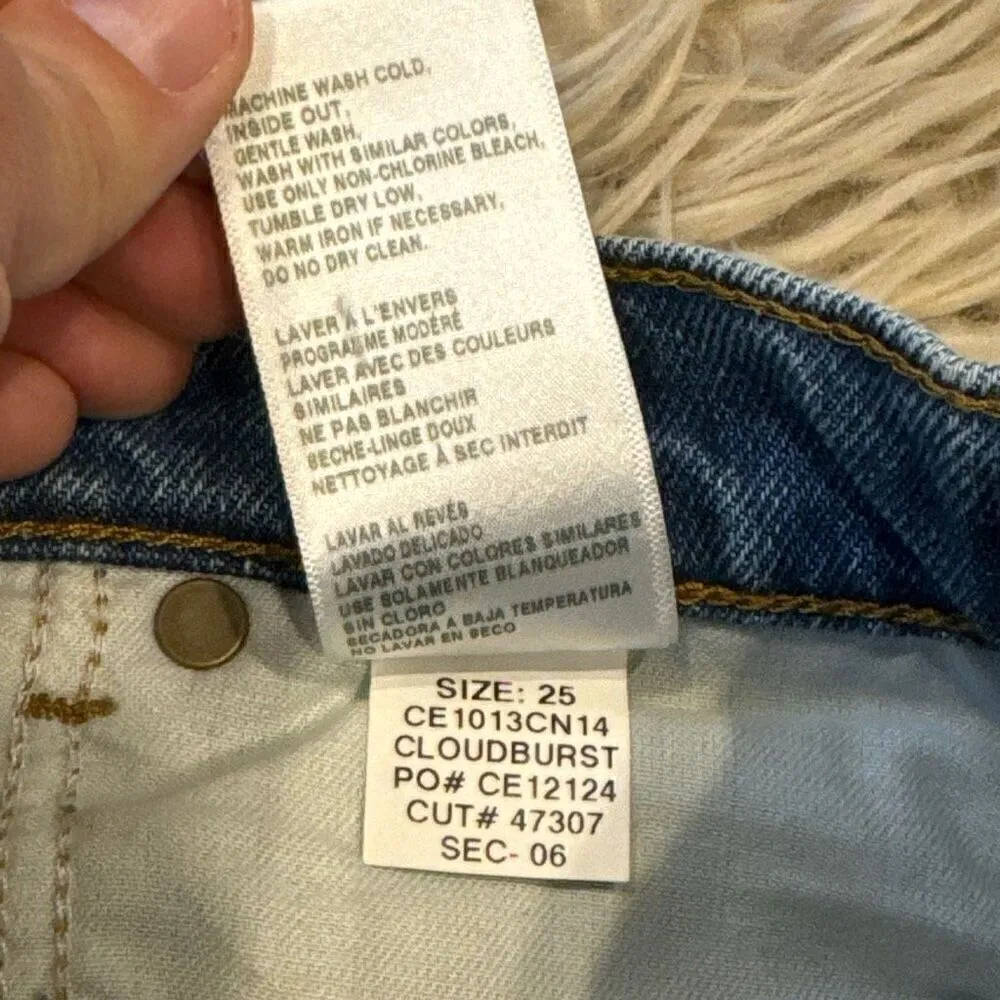 MACHINE WASH COLD,
INSIDE OUT,
GENTLE WASH,
WASH WITH SIMILAR COLORS,
USE ONLY NON-CHLORINE BLEACH,
TUMBLE DRY LOW,
WARM IRON IF NECESSARY,
DO NO DRY CLEAN.
LAVER À L'ENVERS
PROGRAMME MODÉRÉ
LAVER AVEC DES COULEURS
SIMILAIRES
NE PAS BLANCHIR
SECHE-LINGE DOUX
NETTOYAGE À SEC INTERDIT
LAVAR AL REVÉS
LAVADO DELICADO
LAVAR CON COLORES SIMILARES
USE SOLAMENTE BLANQUEADOR
SIN CLORO
SECADORA A BAJA TEMPERATURA
NO LAVAR EN SECO
SIZE: 25
CE1013CN14
CLOUDBURST
PO# CE12124
CUT# 47307
SEC- 06